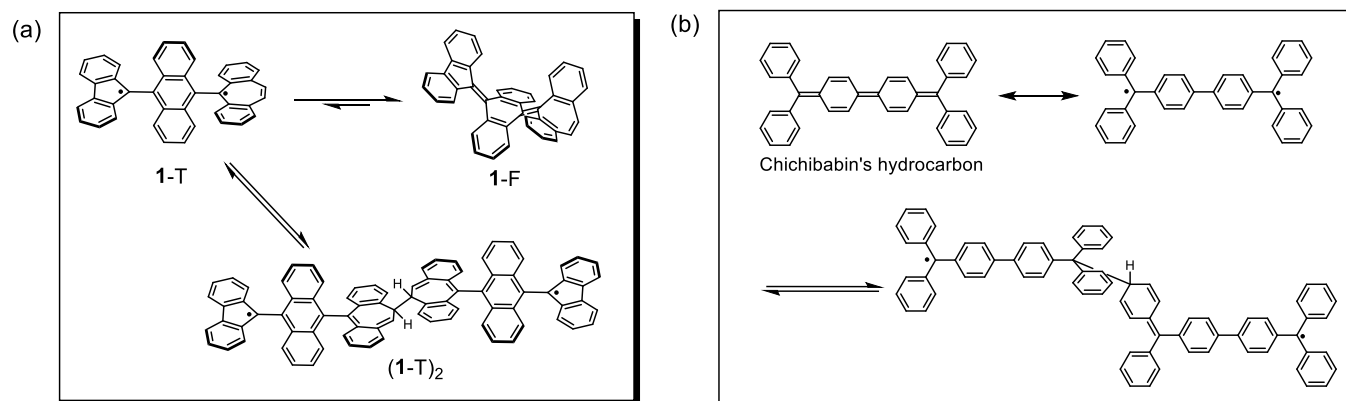 (a)
1-T
1-F
H
H
(1-T)2
(b)
Chichibabin's hydrocarbon
H